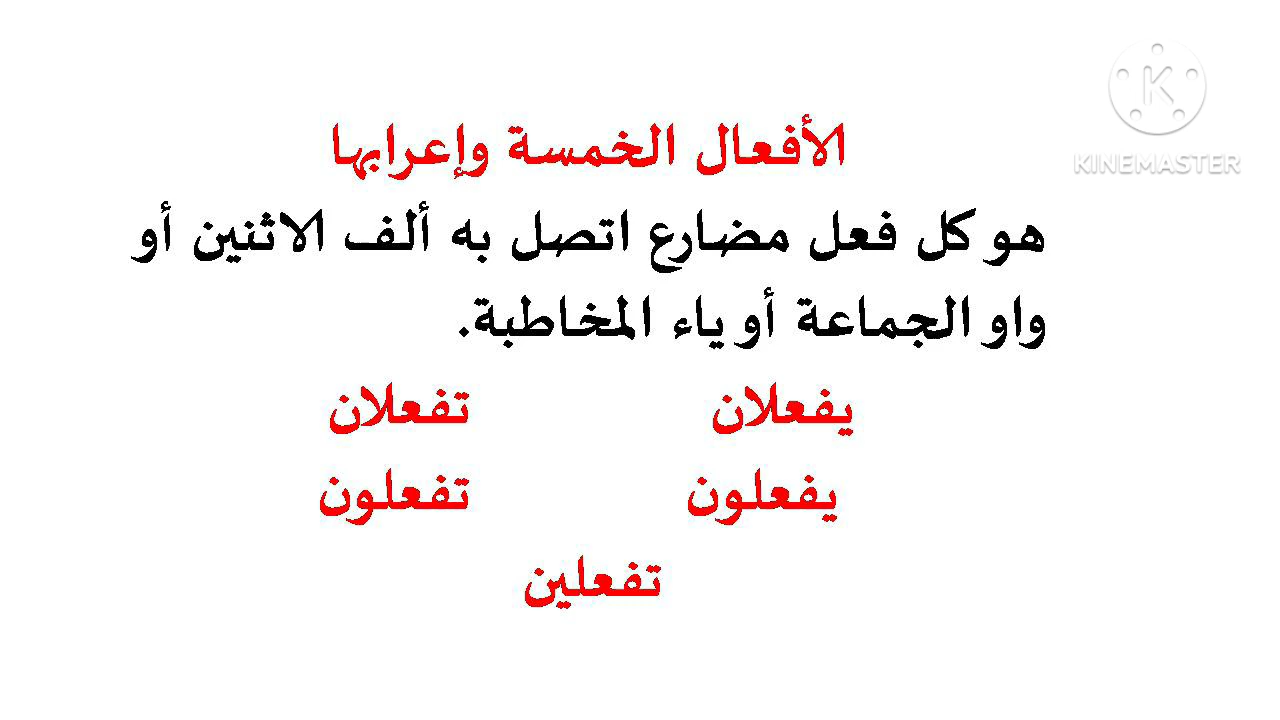 KINEMASTER
الأفعال الخمسة وإعرابها
هو كل فعل مضارع اتصل به ألف الاثنين أو
واو الجماعة أو ياء المخاطبة.
يفعلان تفعلان
يفعلون تفعلون
تفعلين